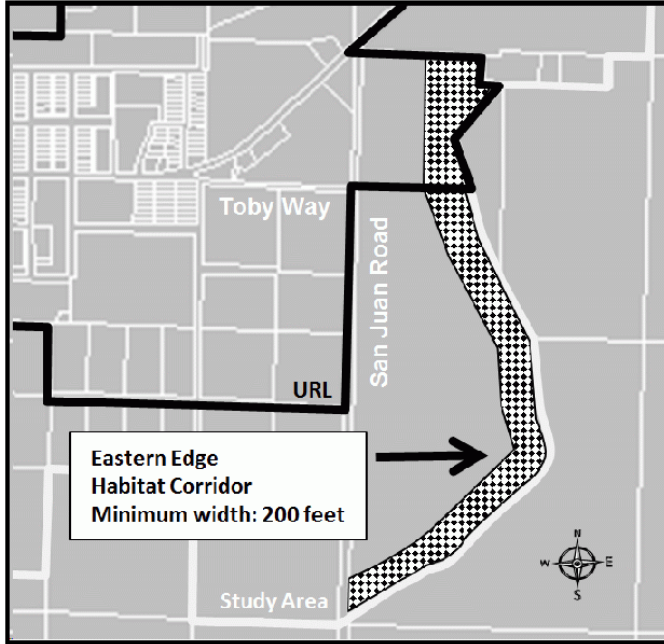 Toby Way
San Juan Road
URL
Eastern Edge
Habitat Corridor
Minimum width: 200 feet
Study Area
N
W
E
S